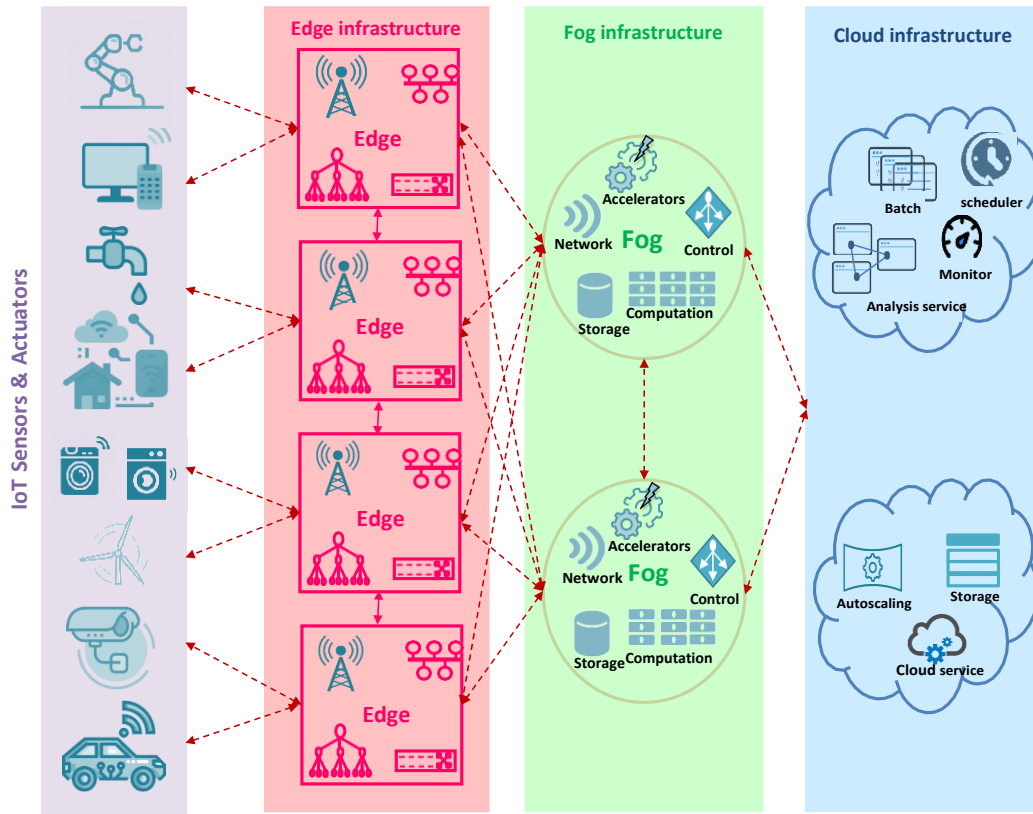 IoT Sensors & Actuators
Edge infrastructure
Edge
Edge
Edge
Edge
Fog infrastructure
Accelerators
Network
Fog
Control
Storage
Computation
Accelerators
Network
Fog
Control
Storage
Computation
Cloud infrastructure
Batch
scheduler
Monitor
Analysis service
Autoscaling
Storage
Cloud service